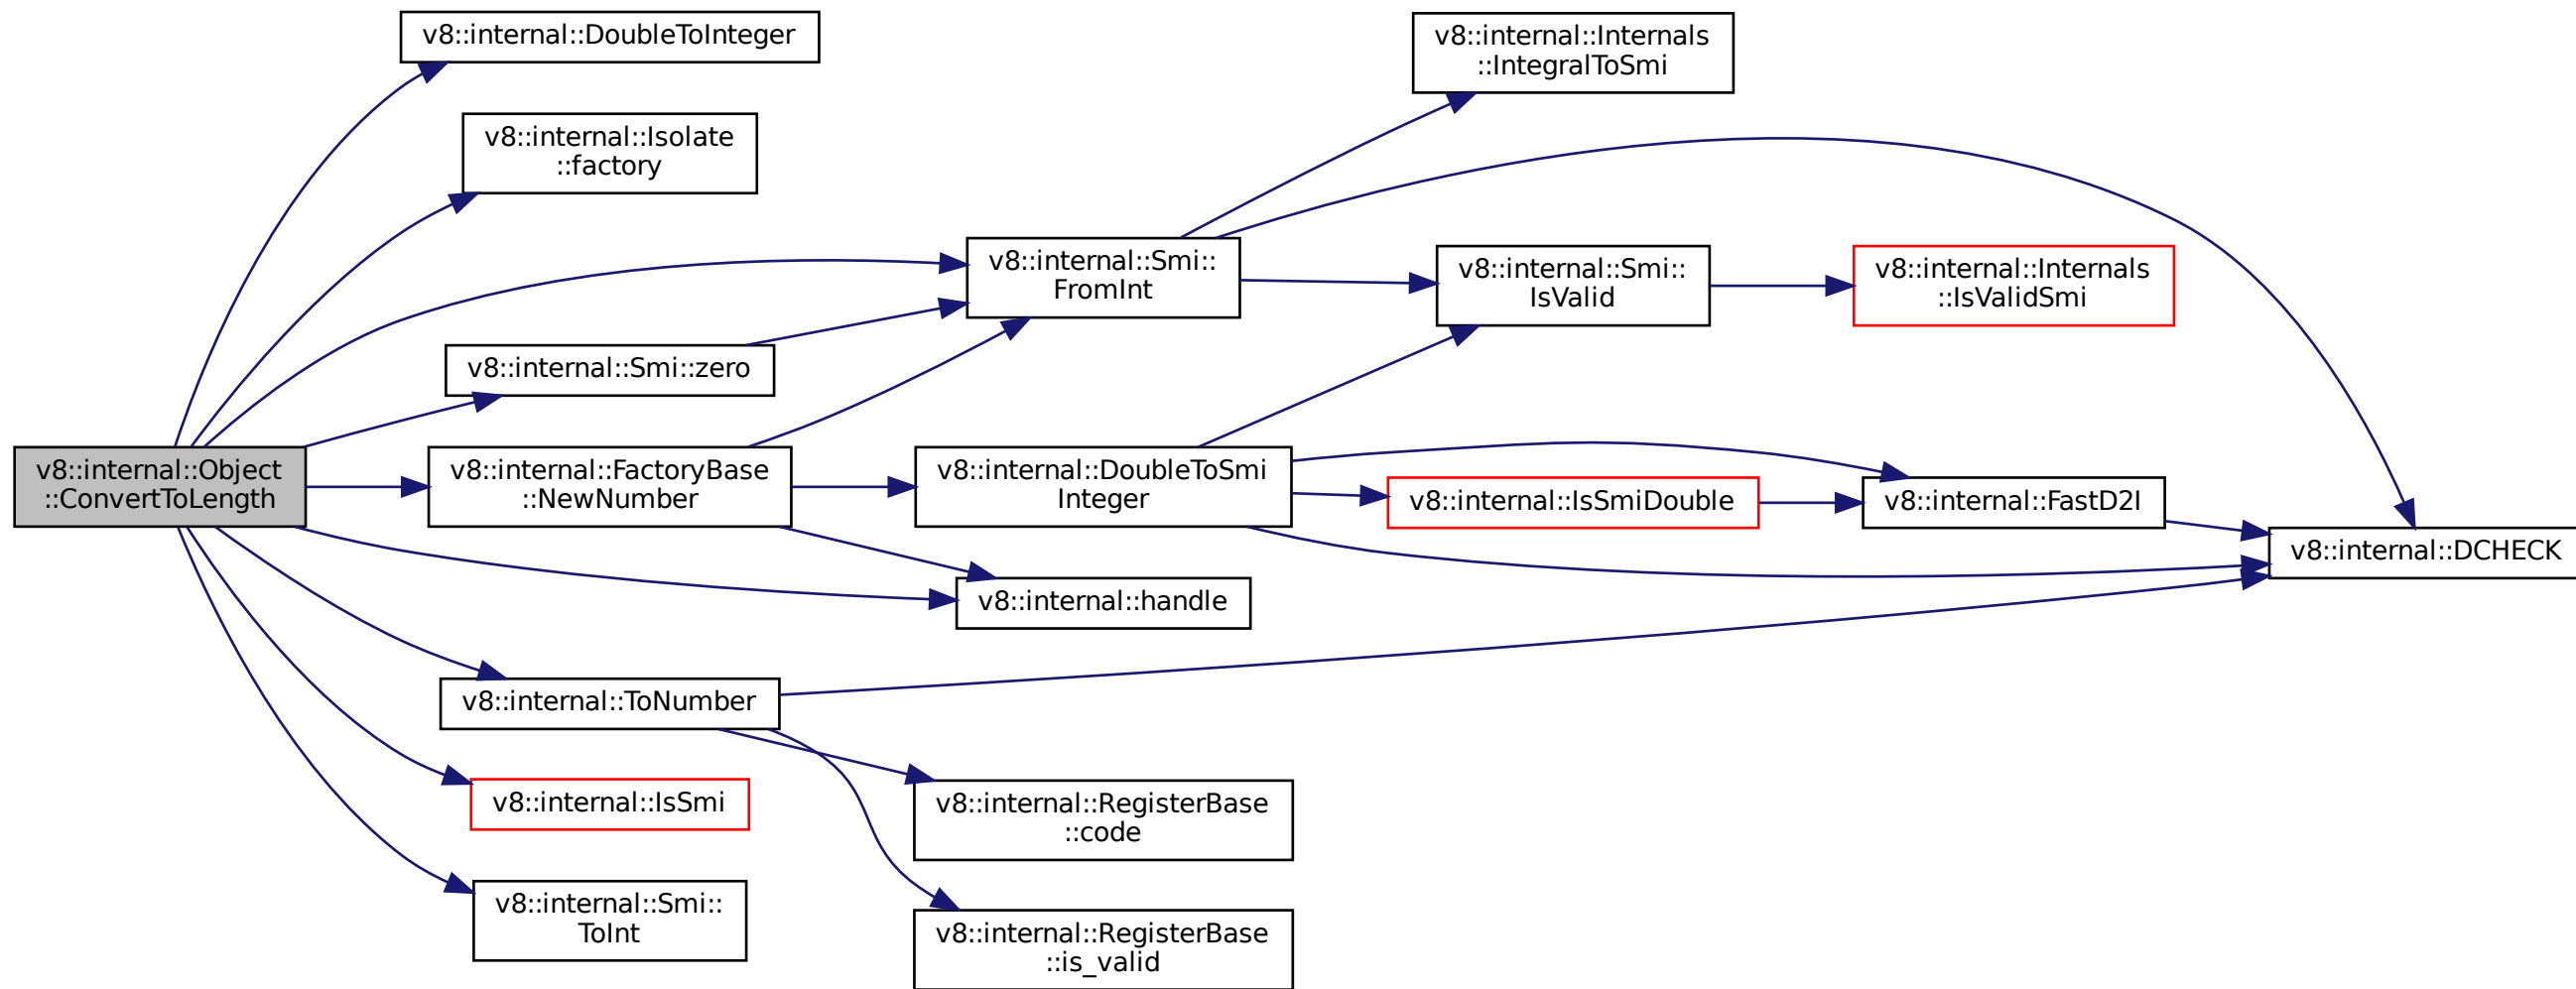 v8::internal::DoubleToInteger
v8::internal::Isolate
::factory
v8::internal::Internals
::IntegralToSmi
v8::internal::Smi::
FromInt
v8::internal::Smi::
IsValid
v8::internal::Internals
::IsValidSmi
v8::internal::Smi::zero
v8::internal::Object
::ConvertToLength
v8::internal::FactoryBase
::NewNumber
v8::internal::DoubleToSmi
Integer
v8::internal::IsSmiDouble
v8::internal::FastD2I
v8::internal::DCHECK
v8::internal::handle
v8::internal::ToNumber
v8::internal::IsSmi
v8::internal::RegisterBase
::code
v8::internal::Smi::
ToInt
v8::internal::RegisterBase
::is_valid